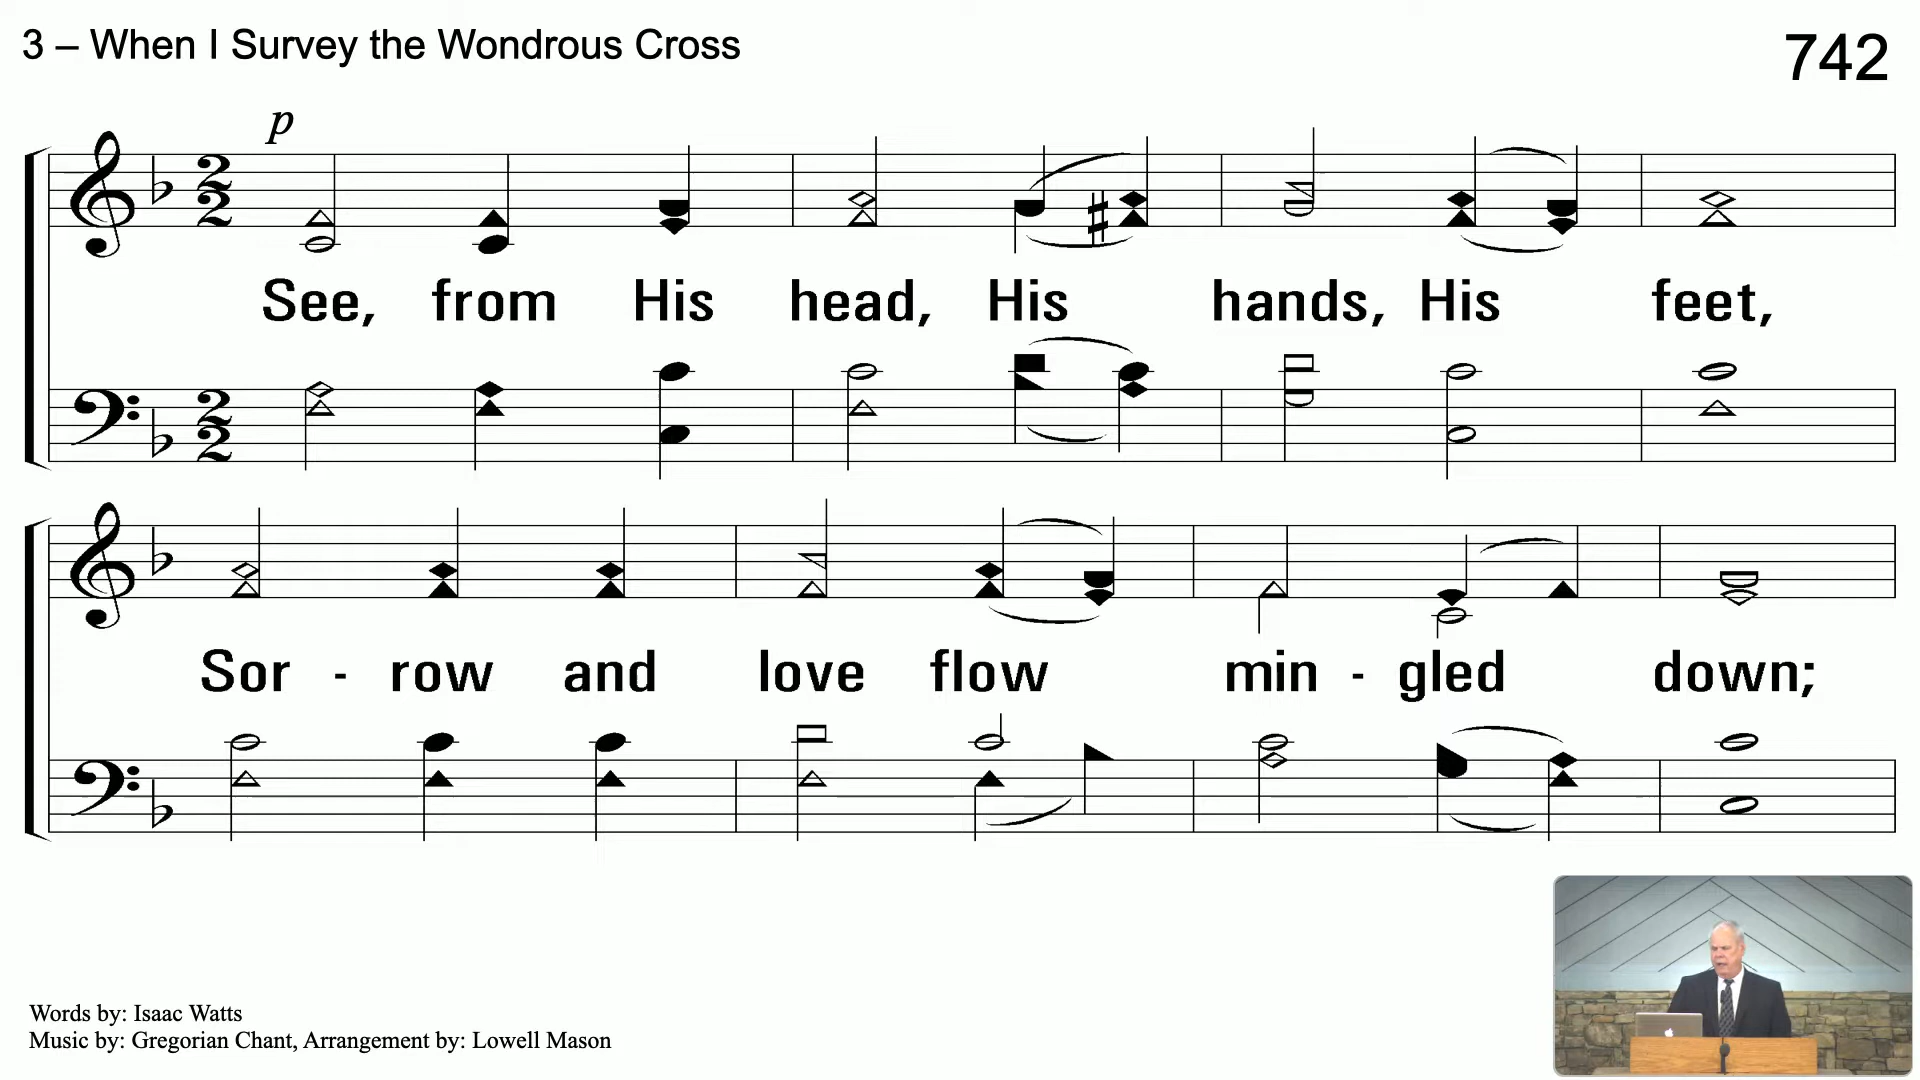 3 – When I Survey the Wondrous Cross
742
p
See, from His head, His hands, His feet,
Sor - row and love flow min - gled down;
Words by: Isaac Watts
Music by: Gregorian Chant, Arrangement by: Lowell Mason